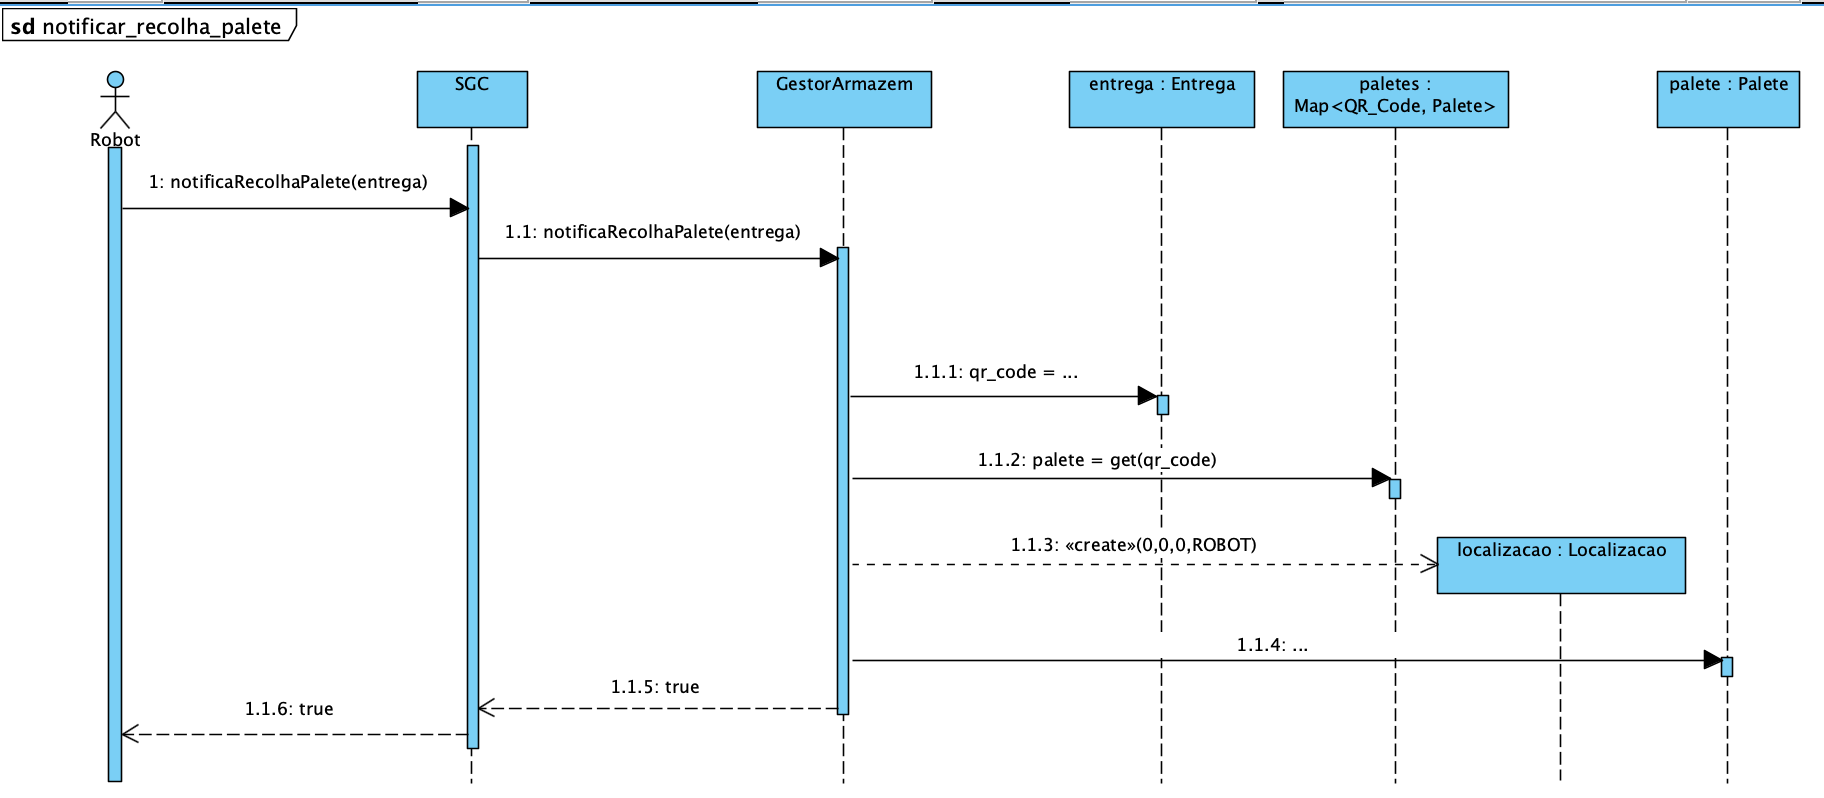 sd notificar_recolha_palete
Robot
SGC
GestorArmazem
entrega : Entrega
paletes :
Map<QR_Code, Palete>
palete : Palete
1: notificaRecolhaPalete(entrega)
1.1: notificaRecolhaPalete(entrega)
1.1.1: qr_code = ...
1.1.2: palete = get(qr_code)
1.1.3: «create»(0,0,0,ROBOT)
localizacao : Localizacao
1.1.4: ...
1.1.5: true
1.1.6: true